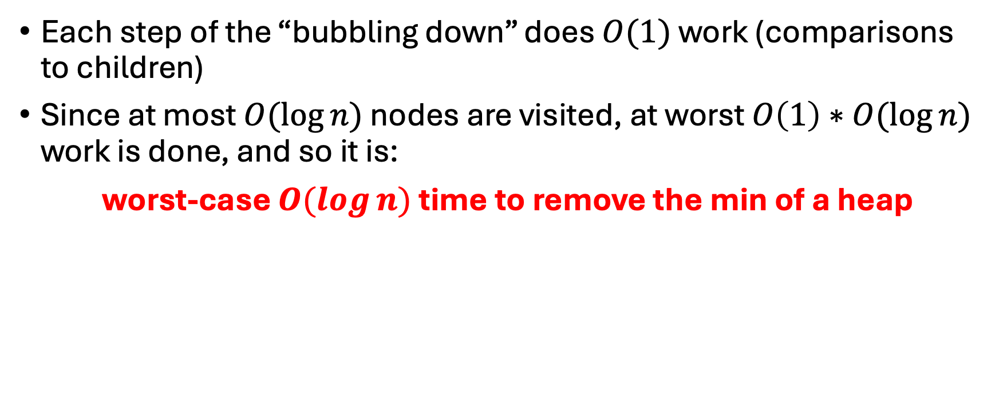 • Each step of the “bubbling down” does 𝑂(1) work (comparisons
to children)
• Since at most 𝑂(log 𝑛) nodes are visited, at worst 𝑂(1) ∗ 𝑂(log 𝑛)
work is done, and so it is:
worst-case 𝑶(𝒍𝒐𝒈 𝒏) time to remove the min of a heap